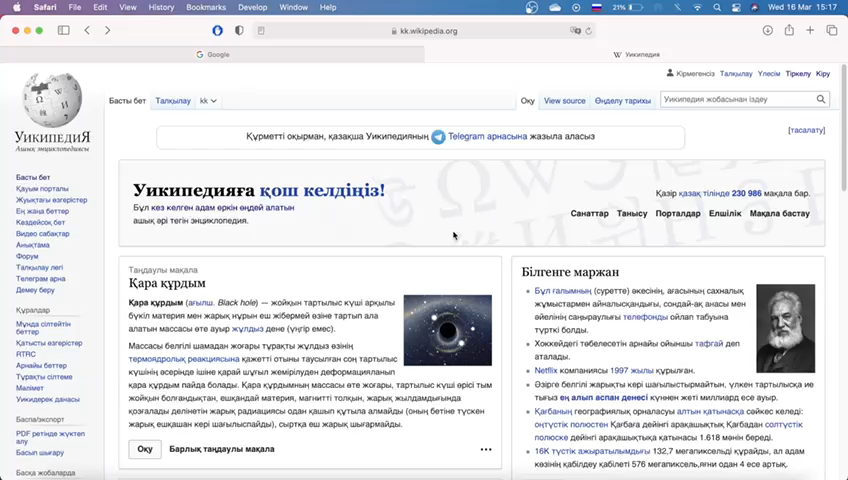 Safari File Edit View History Bookmarks Develop Window Help 21% Wed 16 Mar 15:17
kk.wikipedia.org
Google Уикипедия
Кірмегенсіз Талқылау Үлесім Тіркелу Кіру
Басты бет Талқылау kk Оқу View source Өңделу тарихы Уикипедия жобасынан іздеу
УИКИПЕДИЯ
Ашық энциклопедиясы
Құрметті оқырман, қазақша Уикипедияның Telegram арнасына жазыла аласыз
[тасалату]
Басты бет
Қауым порталы
Жуықтағы өзгерістер
Ең жаңа беттер
Кездейсоқ бет
Видео сабақтар
Анықтама
Форум
Талқылау легі
Телеграм арна
Демеу беру
Құралдар
Мұнда сілтейтін
беттер
Қатысты өзгерістер
RTRC
Арнайы беттер
Тұрақты сілтеме
Мәлімет
Уикидерек данасы
Баспа/экспорт
PDF ретінде жүктеп
алу
Басып шығару
Басқа жобаларда
Уикипедияға қош келдіңіз!
Бұл кез келген адам еркін өңдей алатын
ашық әрі тегін энциклопедия.
Қазір қазақ тілінде 230 986 мақала бар.
Санаттар Танысу Порталдар Елшілік Мақала бастау
Таңдаулы мақала
Қара құрдым
Қара құрдым (ағылш. Black hole) — жойқын тартылыс күші арқылы
бүкіл материя мен жарық нұрын еш жібермей өзіне тартып ала
алатын массасы өте ауыр жұлдыз дене (үңгір емес).
Массасы белгілі шамадан жоғары тұрақты жұлдыз өзінің
термоядролық реакциясына қажетті отыны таусылған соң тартылыс
күшінің әсерінде ішіне қарай шұғыл жемірілуден деформацияланып
қара құрдым пайда болады. Қара құрдымның массасы өте жоғары, тартылыс күші өте тым
жойқын болғандықтан, ешқандай материя, магнитті толқын, жарық жылдамдығында
қозғалады делінетін жарық радиациясы одан қашып құтыла алмайды (оның бетіне түскен
жарық ешқашан кері шағылыспайды), сыртқа еш жарық шығармайды.
Оқу Барлық таңдаулы мақала
Білгенге маржан
Бұл ғалымның (суретте) әкесінің, ағасының сахналық
жұмыстармен айналысқандығы, сондай-ақ анасы мен
әйелінің саңыраулығы телефонды ойлап табуына
түрткі болды.
Хоккейдегі төбелесетін арнайы ойыншы тафгай деп
аталады.
Netflix компаниясы 1997 жылы құрылған.
Әзірге белгілі жарықты кері шағылыстырмайтын, үлкен тартылысқа ие
тығыз ең алып аспан денесі күннен жеті миллиард есе ауыр.
Қағбаның географиялық орналасуы алтын қатынасқа сәйкес келеді:
оңтүстік полюстен Қағбаға дейінгі арақашықтық Қағбадан солтүстік
полюске дейінгі арақашықтыққа қатынасы 1.618 мәнін береді.
16K түстік ажыратылымдығы 132,7 мегапиксельді құрайды, ал адам
көзінің қабілдеу қабілеті 576 мегапиксель,яғни одан 4 есе артық.